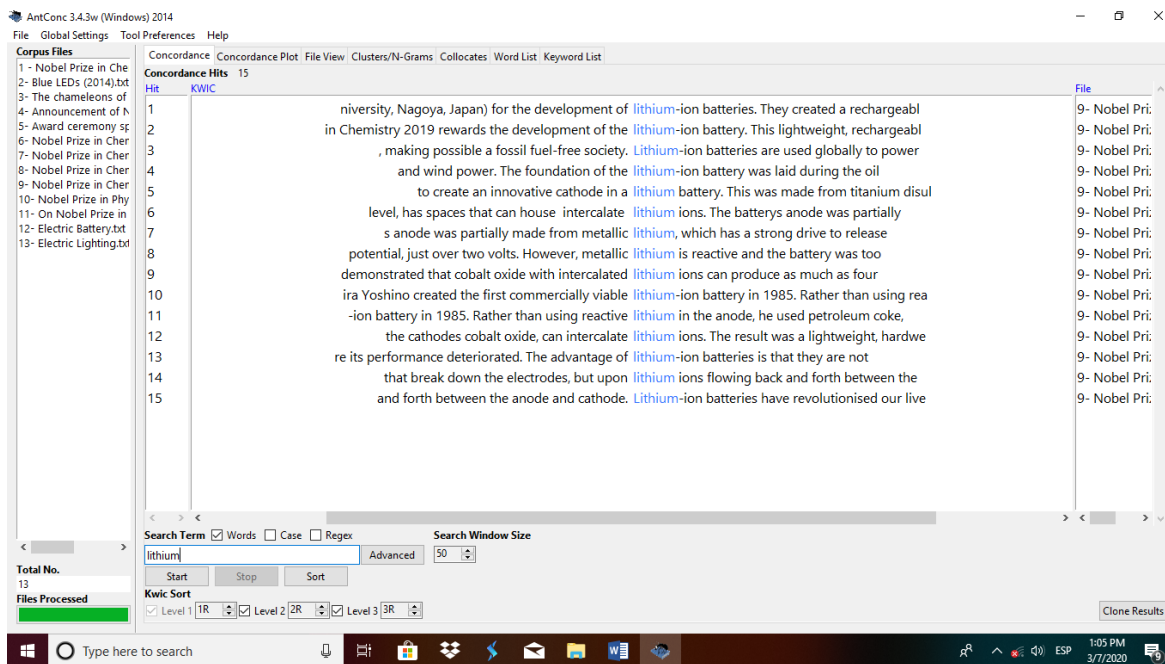 AntConc 3.4.3w (Windows) 2014
File Global Settings Tool Preferences Help
Corpus Files
1 - Nobel Prize in Che
2- Blue LEDs (2014).txt
3- The chameleons of
4- Announcement of N
5- Award ceremony sp
6- Nobel Prize in Cher
7- Nobel Prize in Cher
8- Nobel Prize in Cher
9- Nobel Prize in Cher
10- Nobel Prize in Phy
11- On Nobel Prize in
12- Electric Battery.txt
13- Electric Lighting.txt
Total No.
13
Files Processed
Concordance Concordance Plot File View Clusters/N-Grams Collocates Word List Keyword List
Concordance Hits 15
Hit KWIC File
1 niversity, Nagoya, Japan) for the development of lithium-ion batteries. They created a rechargeabl 9- Nobel Pri:
2 in Chemistry 2019 rewards the development of the lithium-ion battery. This lightweight, rechargeabl 9- Nobel Pri:
3 , making possible a fossil fuel-free society. Lithium-ion batteries are used globally to power 9- Nobel Pri:
4 and wind power. The foundation of the lithium-ion battery was laid during the oil 9- Nobel Pri:
5 to create an innovative cathode in a lithium battery. This was made from titanium disul 9- Nobel Pri:
6 level, has spaces that can house intercalate lithium ions. The batterys anode was partially 9- Nobel Pri:
7 s anode was partially made from metallic lithium, which has a strong drive to release 9- Nobel Pri:
8 potential, just over two volts. However, metallic lithium is reactive and the battery was too 9- Nobel Pri:
9 demonstrated that cobalt oxide with intercalated lithium ions can produce as much as four 9- Nobel Pri:
10 ira Yoshino created the first commercially viable lithium-ion battery in 1985. Rather than using rea 9- Nobel Pri:
11 -ion battery in 1985. Rather than using reactive lithium in the anode, he used petroleum coke, 9- Nobel Pri:
12 the cathodes cobalt oxide, can intercalate lithium ions. The result was a lightweight, hardwe 9- Nobel Pri:
13 re its performance deteriorated. The advantage of lithium-ion batteries is that they are not 9- Nobel Pri:
14 that break down the electrodes, but upon lithium ions flowing back and forth between the 9- Nobel Pri:
15 and forth between the anode and cathode. Lithium-ion batteries have revolutionised our live 9- Nobel Pri:
Search Term Words Case Regex Search Window Size
lithium Advanced 50
Start Stop Sort
Kwic Sort
Level 1 1R Level 2 2R Level 3 3R Clone Results
Type here to search ESP 1:05 PM
3/7/2020 9